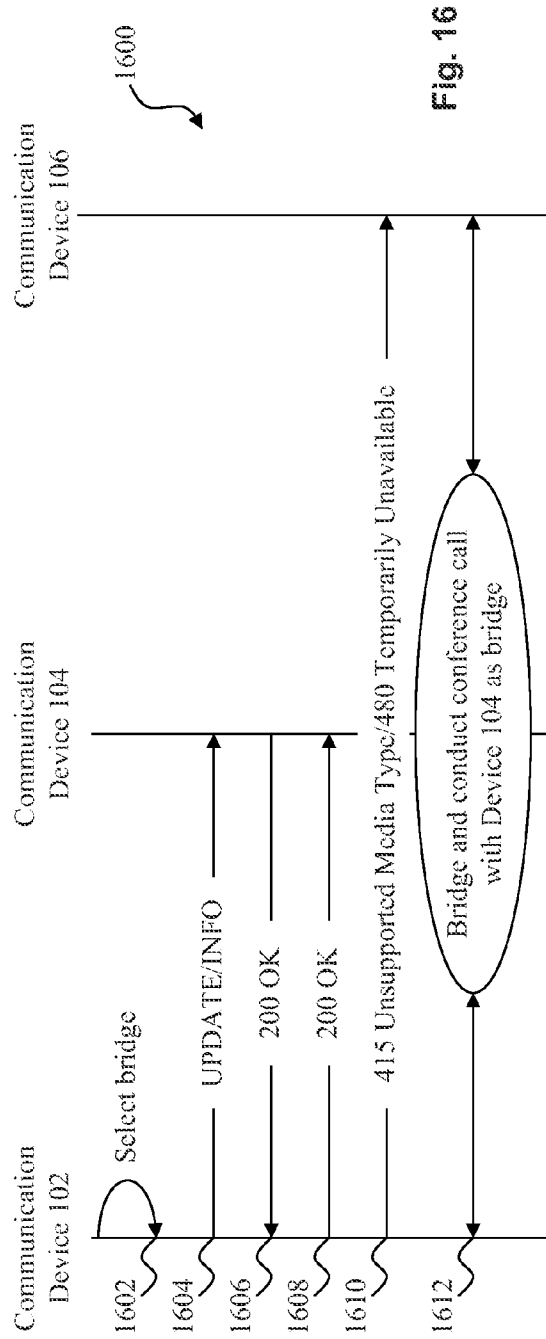 Communication
Device 102
Communication
Device 104
Communication
Device 106
1600
1602
Select bridge
1604
UPDATE/INFO
1606
200 OK
1608
200 OK
1610
415 Unsupported Media Type/480 Temporarily Unavailable
1612
Bridge and conduct conference call
with Device 104 as bridge
Fig. 16